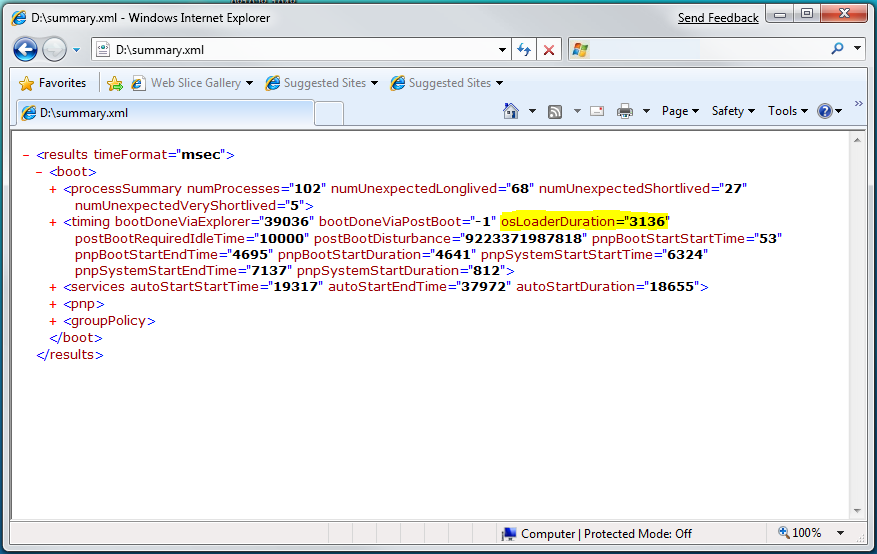 D:\summary.xml - Windows Internet Explorer
Send Feedback
D:\summary.xml
Favorites
Web Slice Gallery
Suggested Sites
Suggested Sites
D:\summary.xml
Page
Safety
Tools
»
- <results timeFormat="msec">
- <boot>
+ <processSummary numProcesses="102" numUnexpectedLonglived="68" numUnexpectedShortlived="27"
numUnexpectedVeryShortlived="5">
+ <timing bootDoneViaExplorer="39036" bootDoneViaPostBoot="-1" osLoaderDuration="3136"
postBootRequiredIdleTime="10000" postBootDisturbance="9223371987818" pnpBootStartStartTime="53"
pnpBootStartEndTime="4695" pnpBootStartDuration="4641" pnpSystemStartStartTime="6324"
pnpSystemStartEndTime="7137" pnpSystemStartDuration="812">
+ <services autoStartStartTime="19317" autoStartEndTime="37972" autoStartDuration="18655">
+ <pnp>
+ <groupPolicy>
</boot>
</results>
Computer | Protected Mode: Off
100%